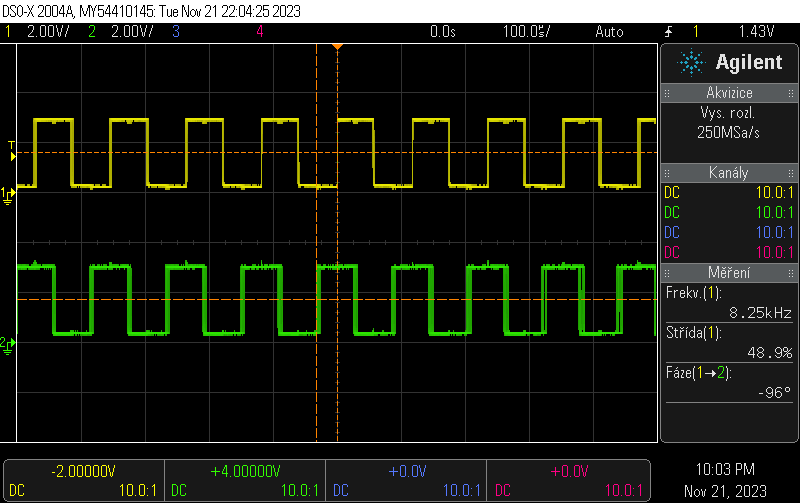 DSO-X 2004A, MY54410145: Tue Nov 21 22:04:25 2023
1 2.00V/ 2 2.00V/ 3 4 0.0s 100.0㎲/ Auto 1 1.43V
Agilent
Akvizice
Vys. rozl.
250MSa/s
Kanály
DC 10.0:1
DC 10.0:1
DC 10.0:1
DC 10.0:1
Měření
Frekv.(1):
8.25kHz
Střída(1):
48.9%
Fáze(1→2):
-96°
T
1
2
-2.00000V +4.00000V +0.0V +0.0V
DC 10.0:1 DC 10.0:1 DC 10.0:1 DC 10.0:1
10:03 PM
Nov 21, 2023